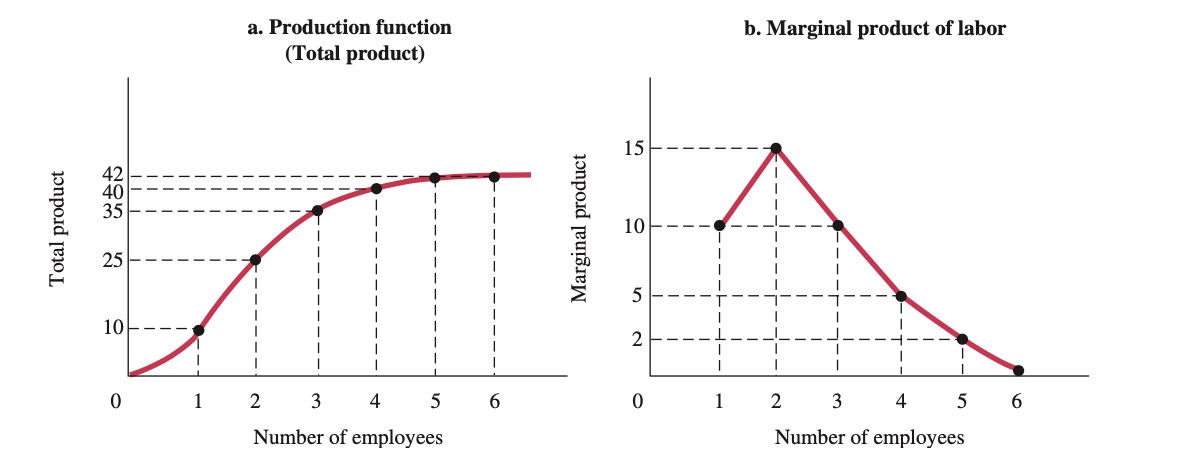 a. Production function
(Total product)
Total product
42
40
35
25
10
0 1 2 3 4 5 6
Number of employees
b. Marginal product of labor
Marginal product
15
10
5
2
0 1 2 3 4 5 6
Number of employees